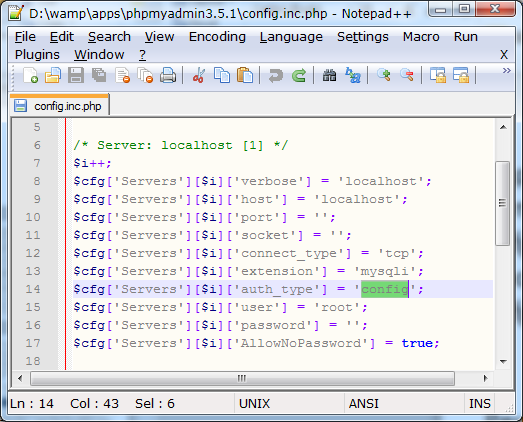 D:\wamp\apps\phpmyadmin3.5.1\config.inc.php - Notepad++
File Edit Search View Encoding Language Settings Macro Run
Plugins Window ? X
config.inc.php
5
6 /* Server: localhost [1] */
7 $i++;
8 $cfg['Servers'][$i]['verbose'] = 'localhost';
9 $cfg['Servers'][$i]['host'] = 'localhost';
10 $cfg['Servers'][$i]['port'] = '';
11 $cfg['Servers'][$i]['socket'] = '';
12 $cfg['Servers'][$i]['connect_type'] = 'tcp';
13 $cfg['Servers'][$i]['extension'] = 'mysqli';
14 $cfg['Servers'][$i]['auth_type'] = 'config';
15 $cfg['Servers'][$i]['user'] = 'root';
16 $cfg['Servers'][$i]['password'] = '';
17 $cfg['Servers'][$i]['AllowNoPassword'] = true;
18
Ln : 14 Col : 43 Sel : 6 UNIX ANSI INS